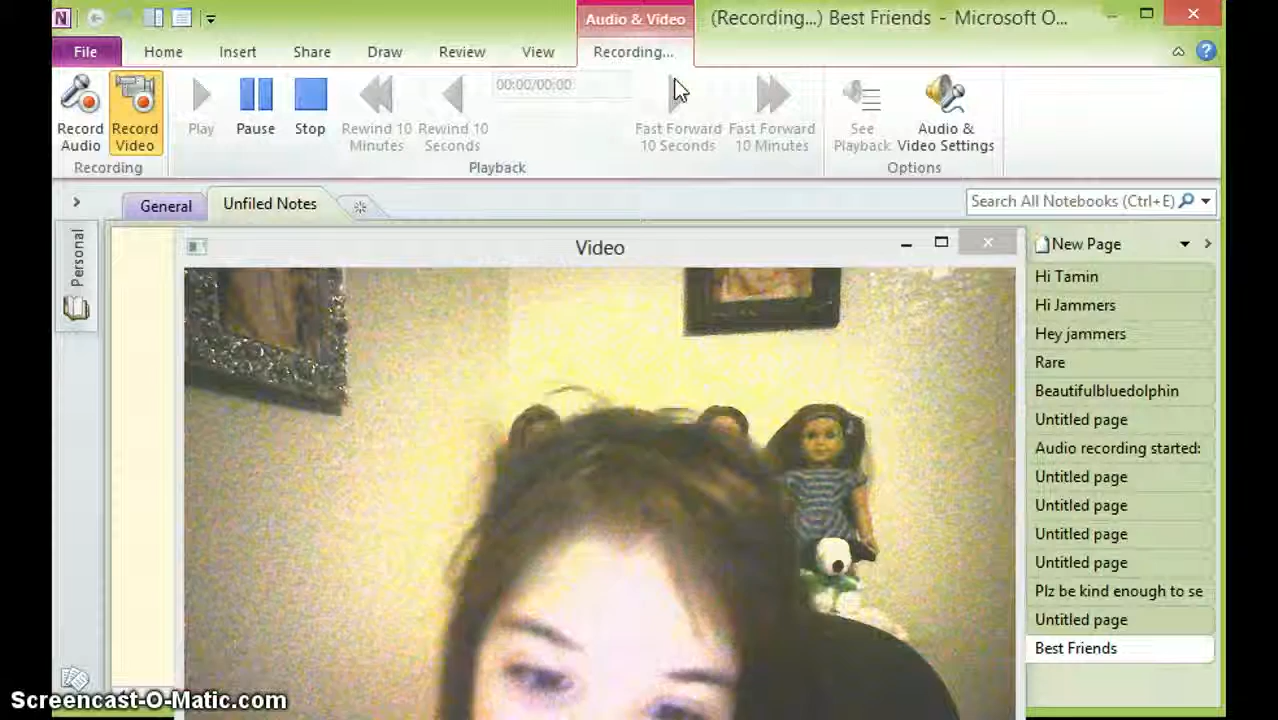 Audio & Video
(Recording...) Best Friends - Microsoft O...
File Home Insert Share Draw Review View Recording...
00:00/00:00
Record Audio
Record Video
Play
Pause
Stop
Rewind 10 Minutes
Rewind 10 Seconds
Fast Forward 10 Seconds
Fast Forward 10 Minutes
See Playback
Audio & Video Settings
Recording
Playback
Options
General
Unfiled Notes
Search All Notebooks (Ctrl+E)
Personal
Video
New Page
Hi Tamin
Hi Jammers
Hey jammers
Rare
Beautifulbluedolphin
Untitled page
Audio recording started:
Untitled page
Untitled page
Untitled page
Untitled page
Plz be kind enough to se
Untitled page
Best Friends
Screencast-O-Matic.com